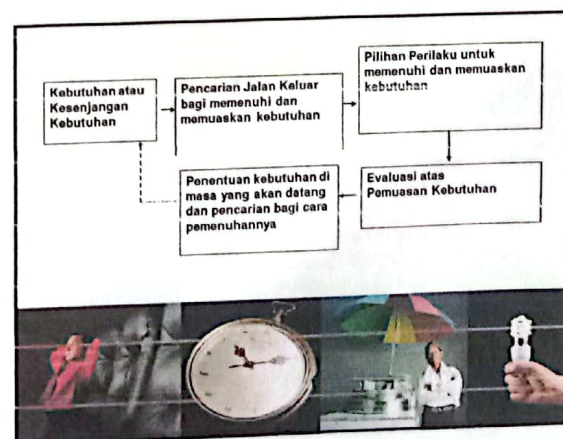 Kebutuhan atau
Kesenjangan
Kebutuhan
Pencarian Jalan Keluar
bagi memenuhi dan
memuaskan kebutuhan
Pilihan Perilaku untuk
memenuhi dan memuaskan
kebutuhan
Evaluasi atas
Pemuasan Kebutuhan
Penentuan kebutuhan di
masa yang akan datang
dan pencarian bagi cara
pemenuhannya